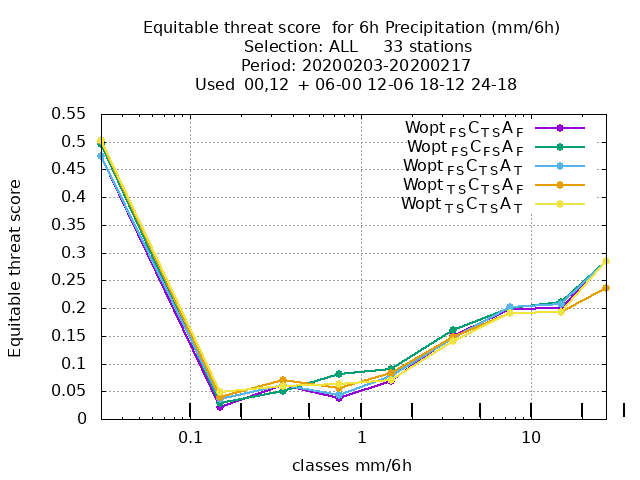 Equitable threat score  for 6h Precipitation (mm/6h)
Selection: ALL     33 stations
Period: 20200203-20200217
Used  00,12  + 06-00 12-06 18-12 24-18
Equitable threat score
0.55
0.5
0.45
0.4
0.35
0.3
0.25
0.2
0.15
0.1
0.05
0
Wopt FS C TS A F
Wopt FS C FS A F
Wopt FS C TS A T
Wopt TS C TS A F
Wopt TS C TS A T
0.1 1 10
classes mm/6h